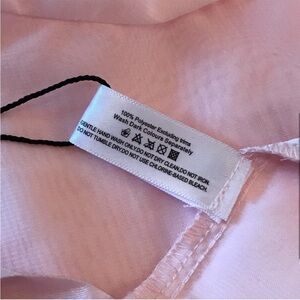 100% Polyester Excluding trims
Wash Dark Colours Separately
GENTLE HAND WASH ONLY.DO NOT DRY CLEAN.DO NOT IRON
DO NOT TUMBLE DRY.DO NOT USE CHLORINE-BASED BLEACH.